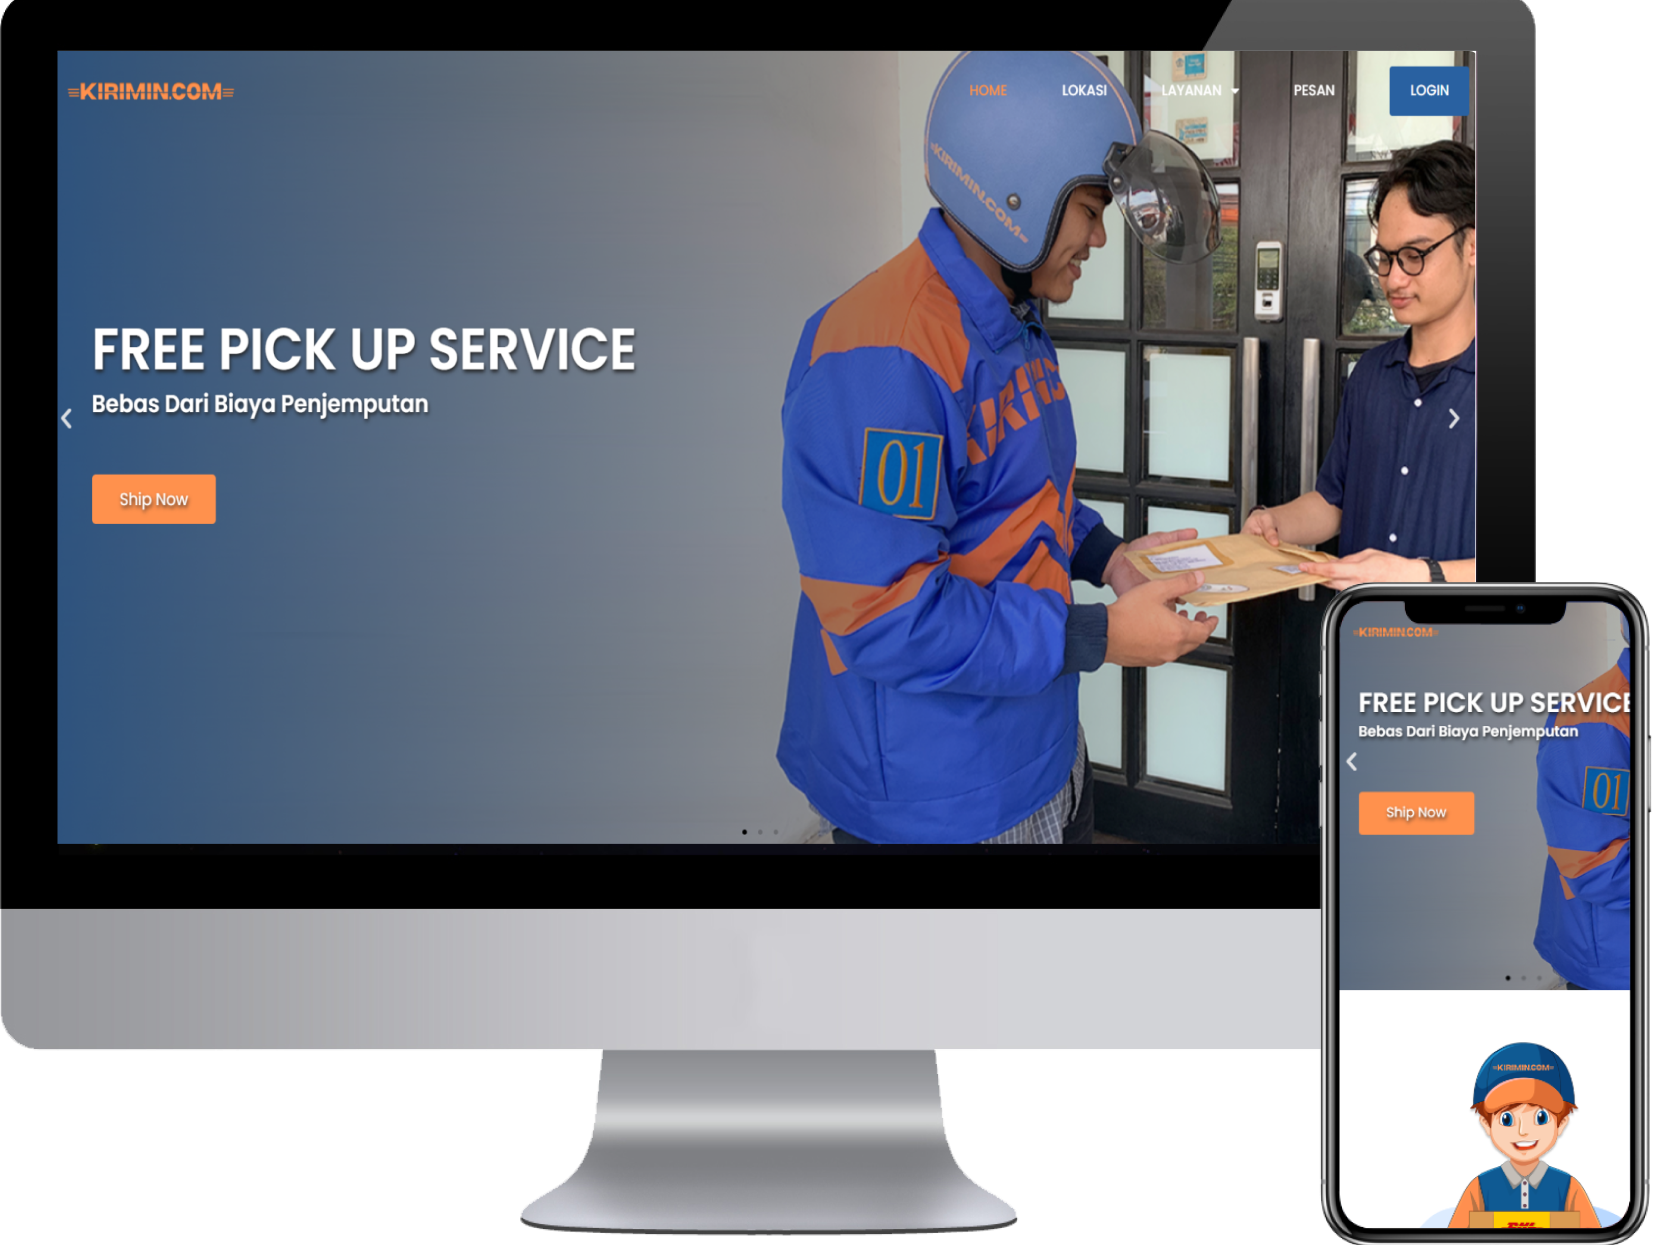 KIRIMIN.COM
HOME
LOKASI
LAYANAN
PESAN
LOGIN
KIRIMIN.COM
FREE PICK UP SERVICE
Bebas Dari Biaya Penjemputan
01
Ship Now
KIRIMIN.COM
FREE PICK UP SERVICE
Bebas Dari Biaya Penjemputan
01
Ship Now
KIRIMIN.COM